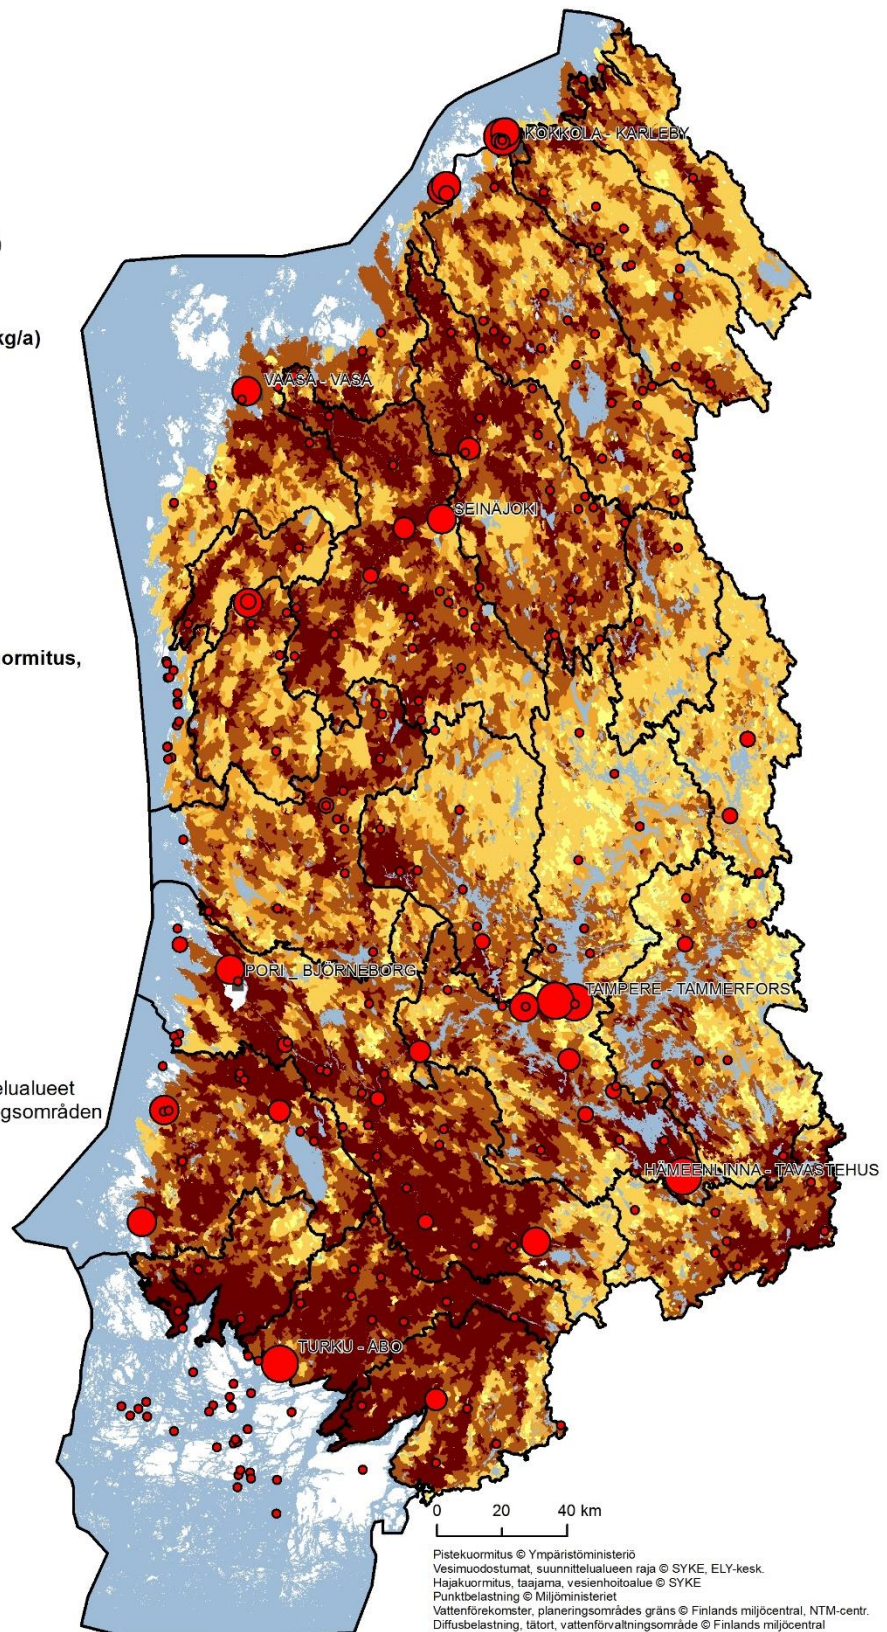 KOKKOLA - KARLEBY
)
kg/a)
VAASA - VASA
SEINÄJOKI
ormitus,
PORI _ BJÖRNEBORG
TAMPERE - TAMMERFORS
elualueet
gsområden
HÄMEENLINNA - TAVASTEHUS
TURKU - ÅBO
0 20 40 km
Pistekuormitus © Ympäristöministeriö
Vesimuodostumat, suunnittelualueen raja © SYKE, ELY-kesk.
Hajakuormitus, taajama, vesienhoitoalue © SYKE
Punktbelastning © Miljöministeriet
Vattenförekomster, planeringsområdes gräns © Finlands miljöcentral, NTM-centr.
Diffusbelastning, tätort, vattenförvaltningsområde © Finlands miljöcentral